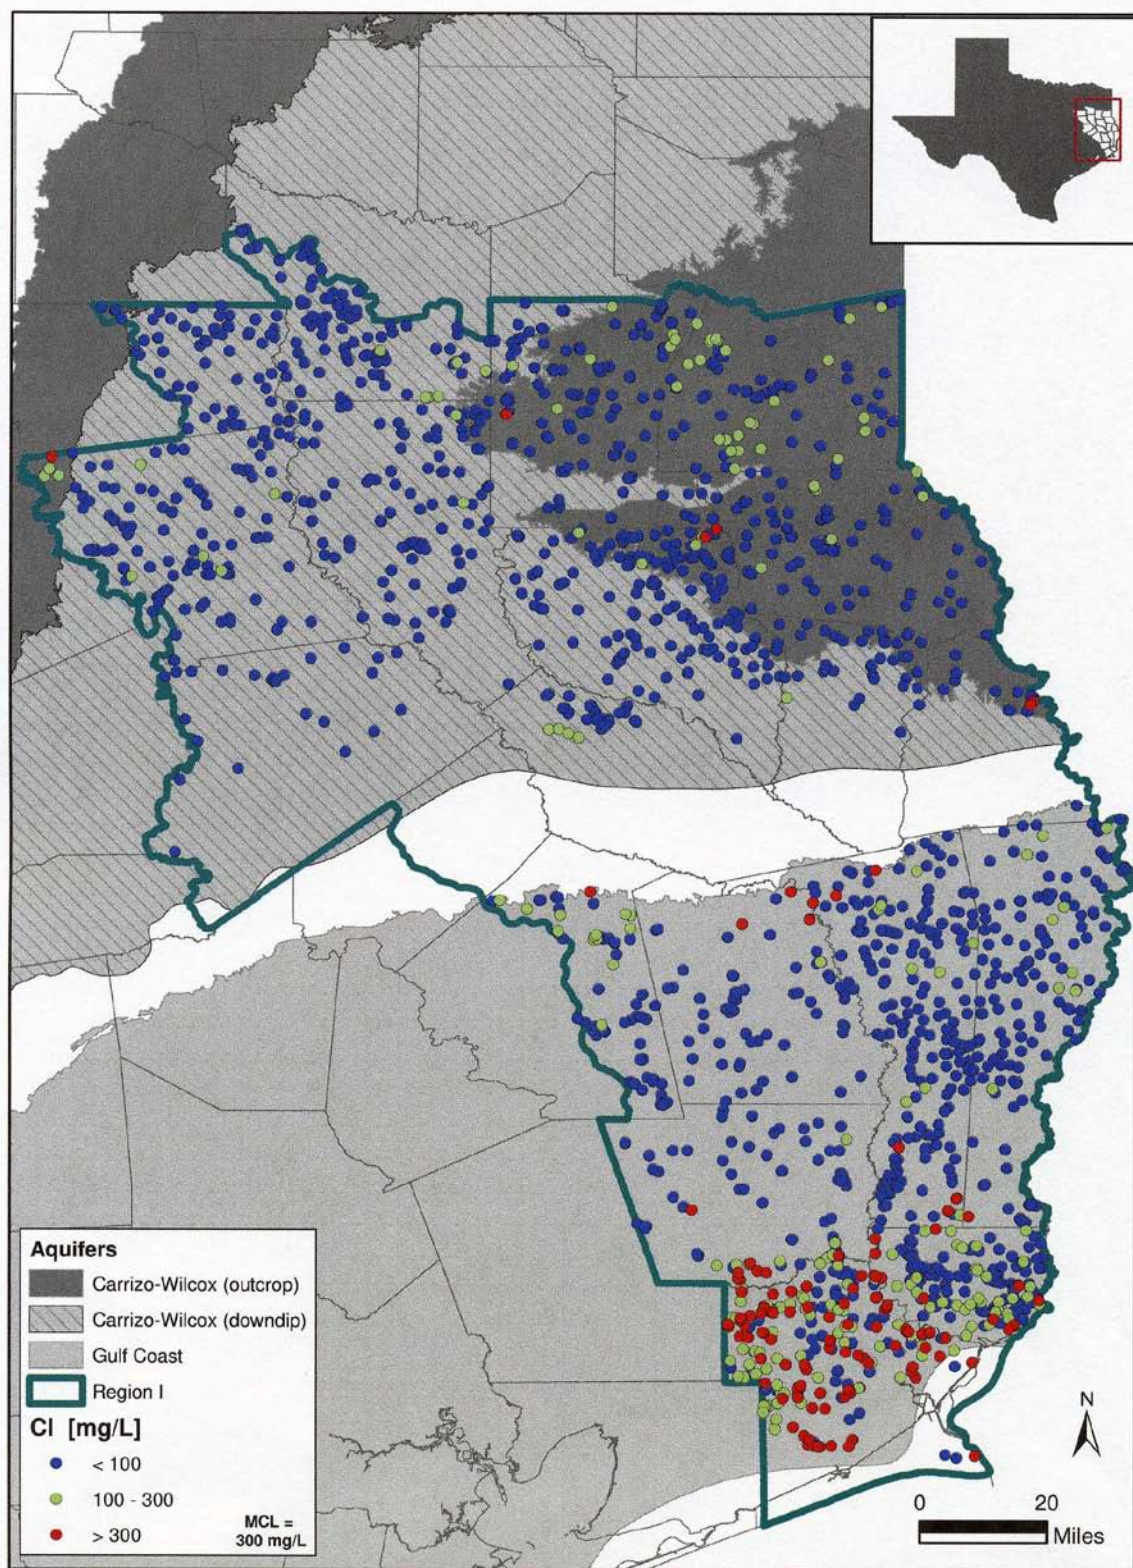 Aquifers
Carrizo-Wilcox (outcrop)
Carrizo-Wilcox (downdip)
Gulf Coast
Region I
Cl [mg/L]
< 100
100 - 300
> 300
MCL =
300 mg/L
N
0 20
Miles